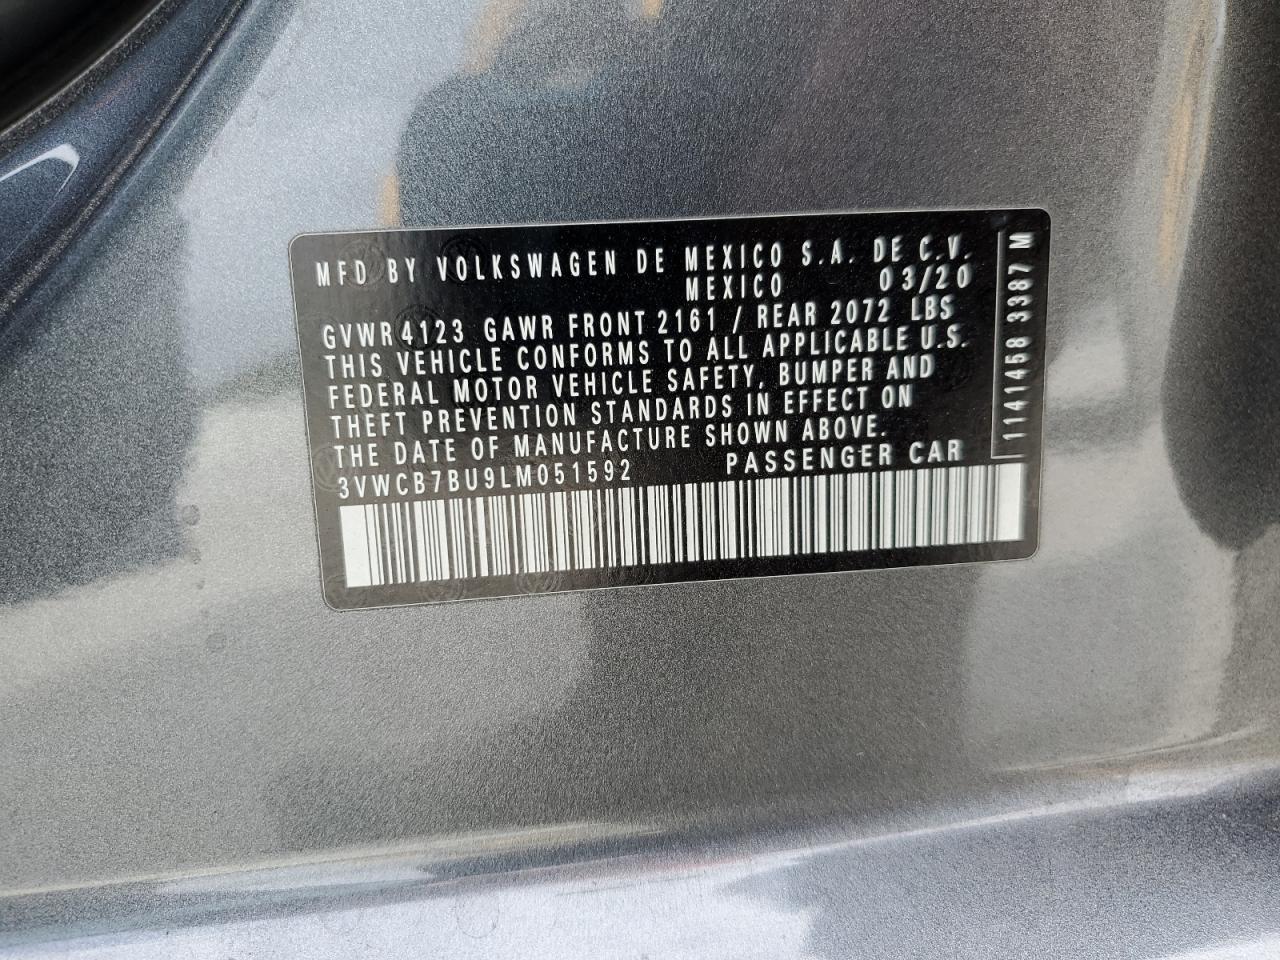 MFD BY VOLKSWAGEN DE MEXICO S.A. DE C.V.
MEXICO 03/20
GVWR 4123 GAWR FRONT 2161 / REAR 2072 LBS
THIS VEHICLE CONFORMS TO ALL APPLICABLE U.S.
FEDERAL MOTOR VEHICLE SAFETY, BUMPER AND
THEFT PREVENTION STANDARDS IN EFFECT ON
THE DATE OF MANUFACTURE SHOWN ABOVE.
3VWCB7BU9LM051592 PASSENGER CAR
1141458 3387 M